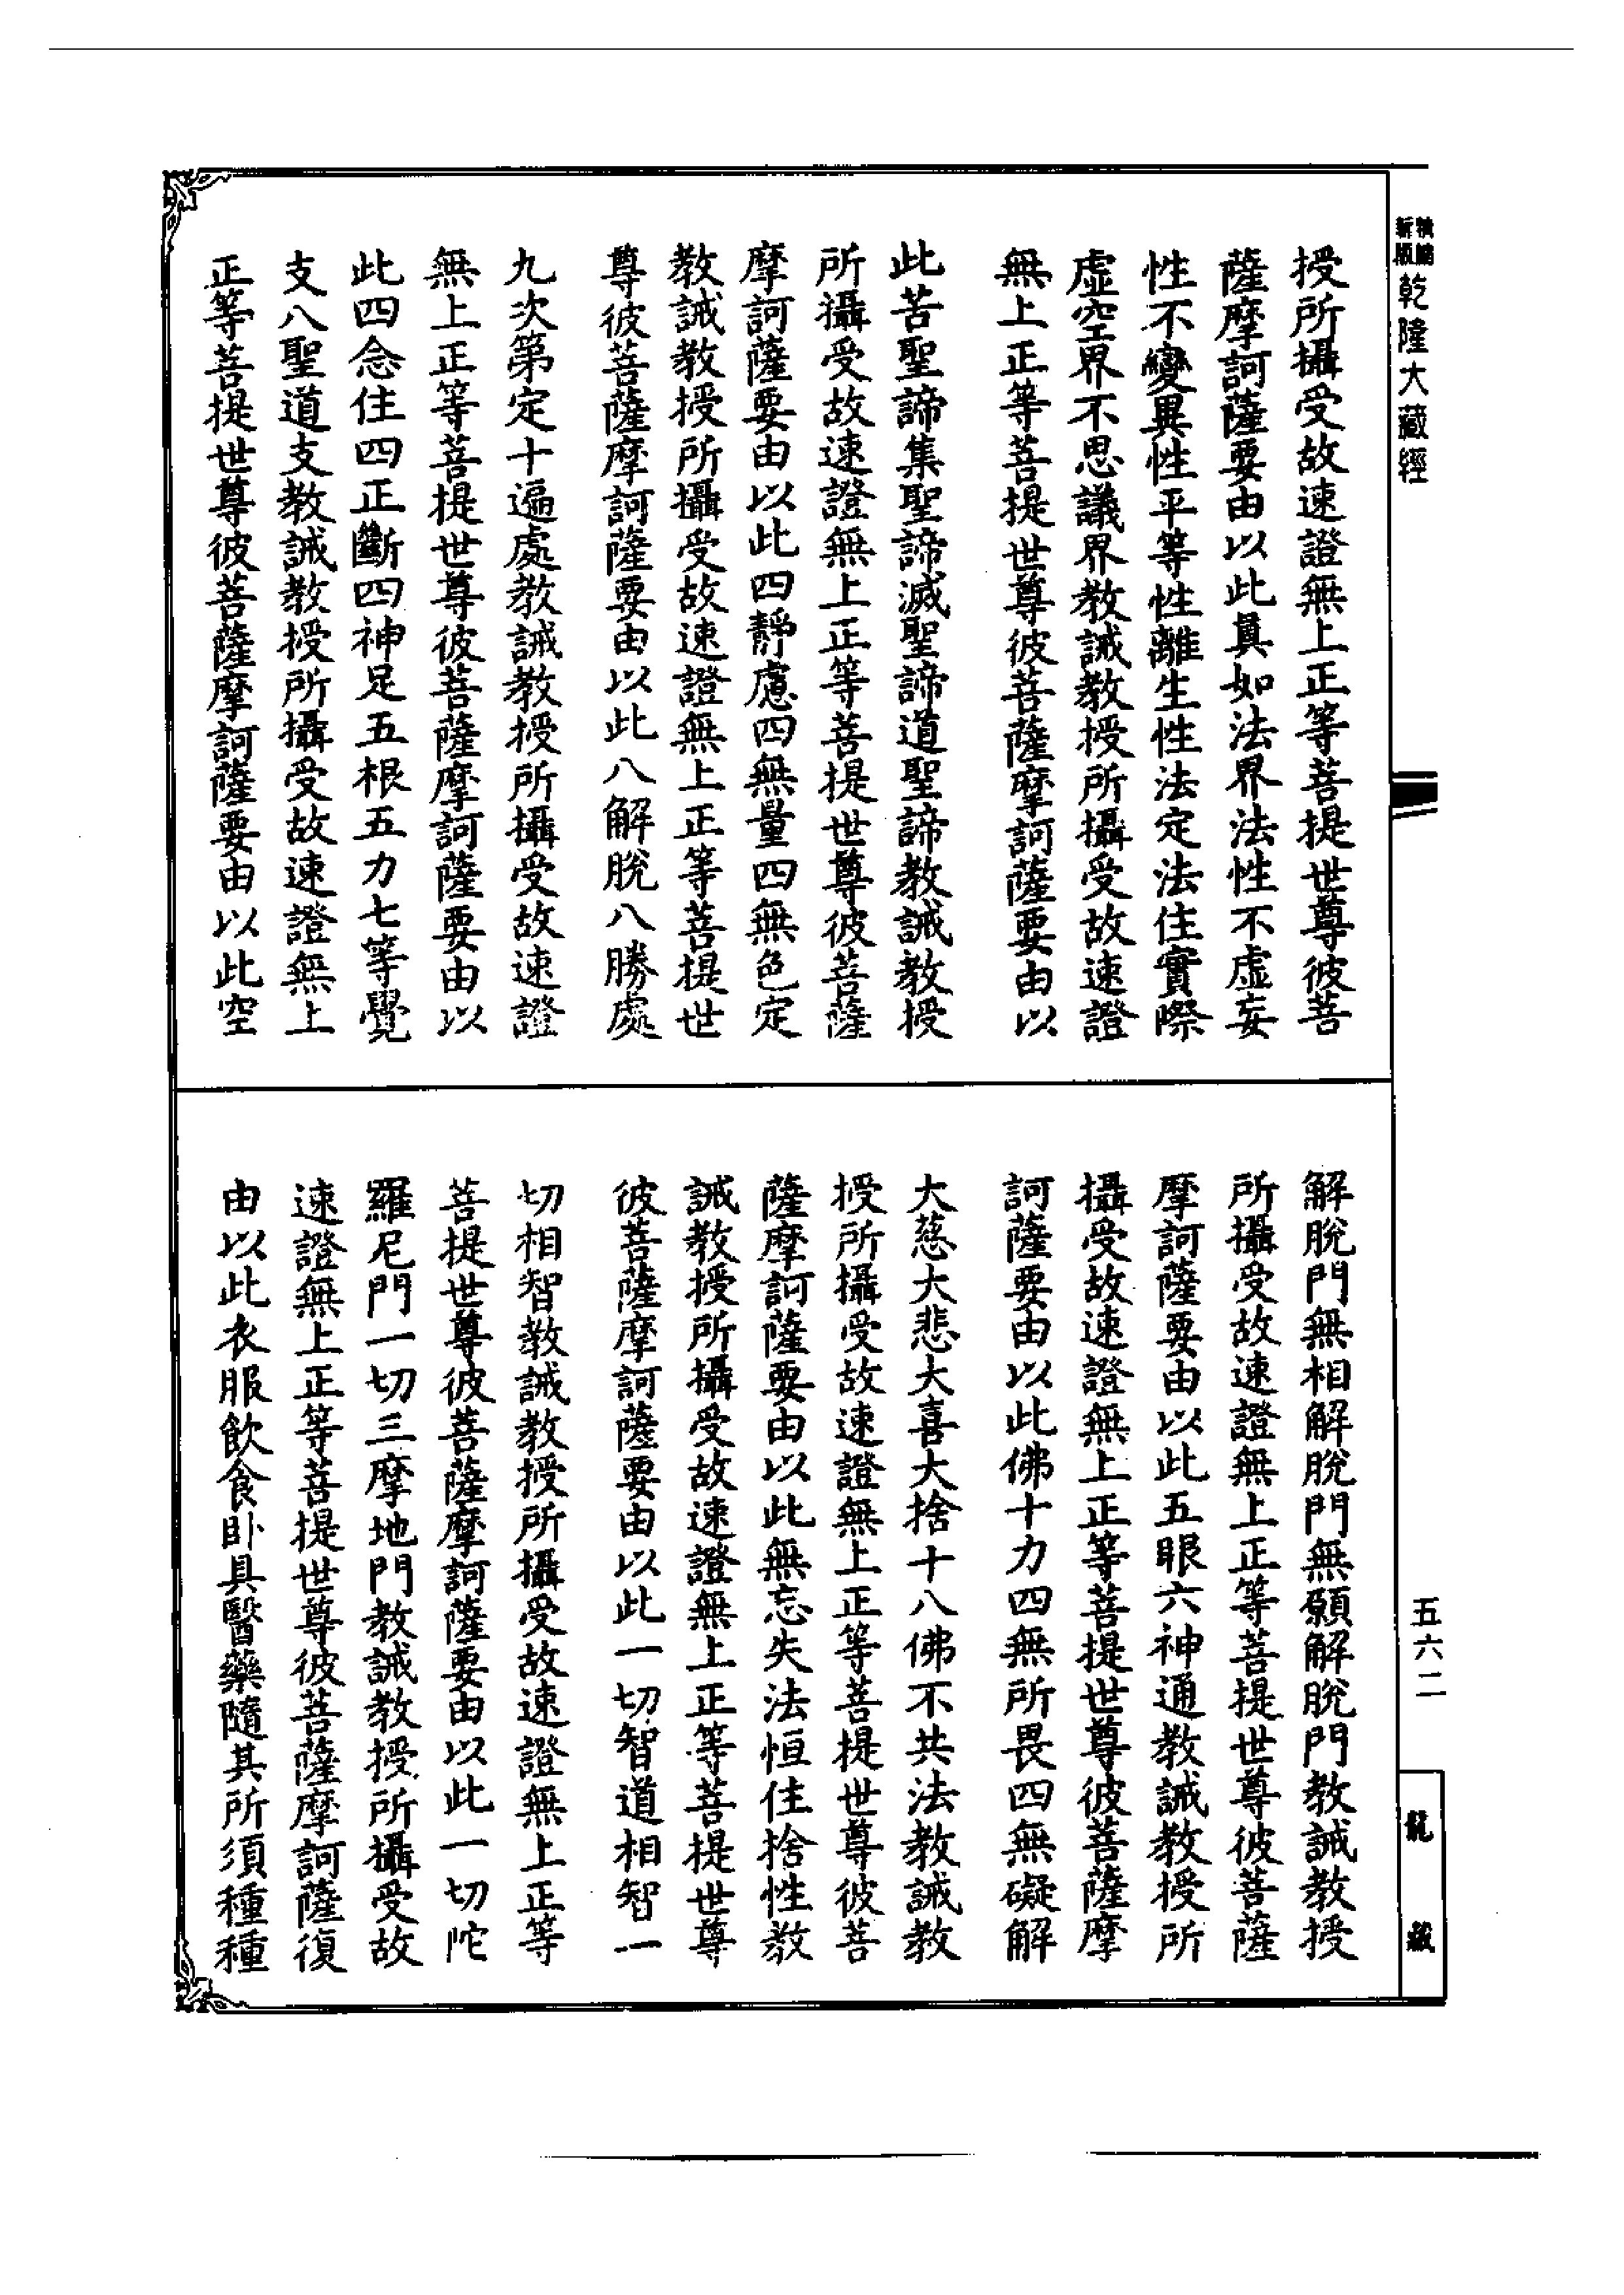 新版精編乾隆大藏經
授所攝受故速證無上正等菩提世尊彼菩
薩摩訶薩要由以此真如法界法性不虛妄
性不變異性平等性離生性法定法住實際
虛空界不思議界教誡教授所攝受故速證
無上正等菩提世尊彼菩薩摩訶薩要由以
此苦聖諦集聖諦滅聖諦道聖諦教誡教授
所攝受故速證無上正等菩提世尊彼菩薩
摩訶薩要由以此四靜慮四無量四無色定
教誡教授所攝受故速證無上正等菩提世
尊彼菩薩摩訶薩要由以此八解脫八勝處
九次第定十遍處教誡教授所攝受故速證
無上正等菩提世尊彼菩薩摩訶薩要由以
此四念住四正斷四神足五根五力七等覺
支八聖道支教誡教授所攝受故速證無上
正等菩提世尊彼菩薩摩訶薩要由以此空
解脫門無相解脫門無願解脫門教誡教授
所攝受故速證無上正等菩提世尊彼菩薩
摩訶薩要由以此五眼六神通教誡教授所
攝受故速證無上正等菩提世尊彼菩薩摩
訶薩要由以此佛十力四無所畏四無礙解
大慈大悲大喜大捨十八佛不共法教誡教
授所攝受故速證無上正等菩提世尊彼菩
薩摩訶薩要由以此無忘失法恒住捨性教
誡教授所攝受故速證無上正等菩提世尊
彼菩薩摩訶薩要由以此一切智道相智一
切相智教誡教授所攝受故速證無上正等
菩提世尊彼菩薩摩訶薩要由以此一切陀
羅尼門一切三摩地門教誡教授所攝受故
速證無上正等菩提世尊彼菩薩摩訶薩復
由以此衣服飲食臥具醫藥隨其所須種種
五六二
龍藏